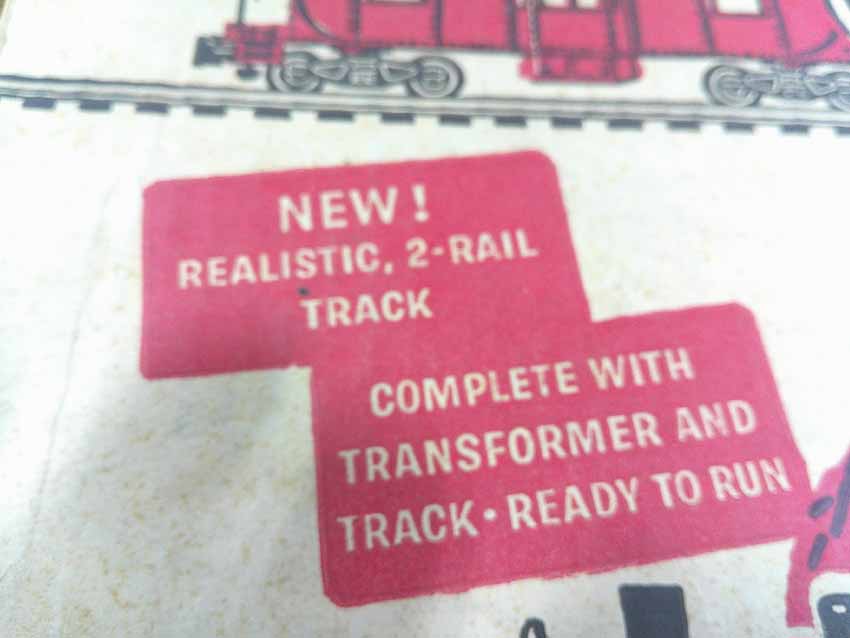 NEW!
REALISTIC, 2-RAIL
TRACK
COMPLETE WITH
TRANSFORMER AND
TRACK • READY TO RUN